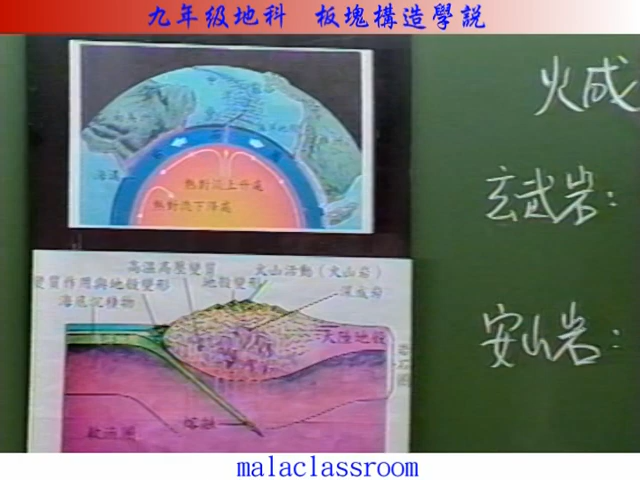 九年級地科 板塊構造學說
火成
玄武岩：
安山岩：
海溝
熱對流上升處
熱對流下降處
高溫高壓變質
火山活動（火山岩）
變質作用與地殼變形
地殼變形
深成岩
海底沉積物
大陸地殼
岩石圈
熔融
軟流圈
malaclassroom